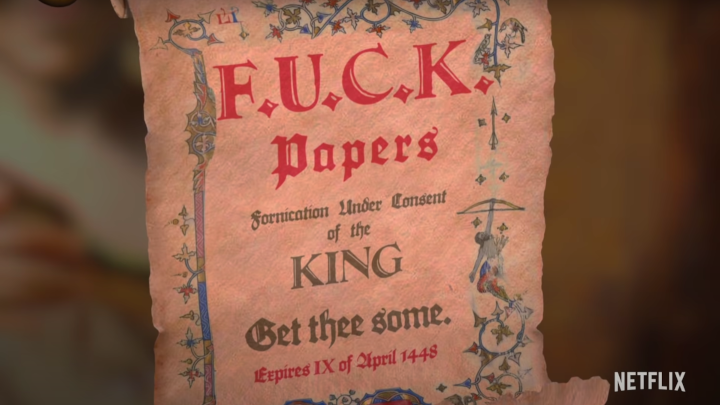 F.U.C.K.
Papers
Fornication Under Consent
of the
KING
Get thee some.
Expires IX of April 1448
NETFLIX